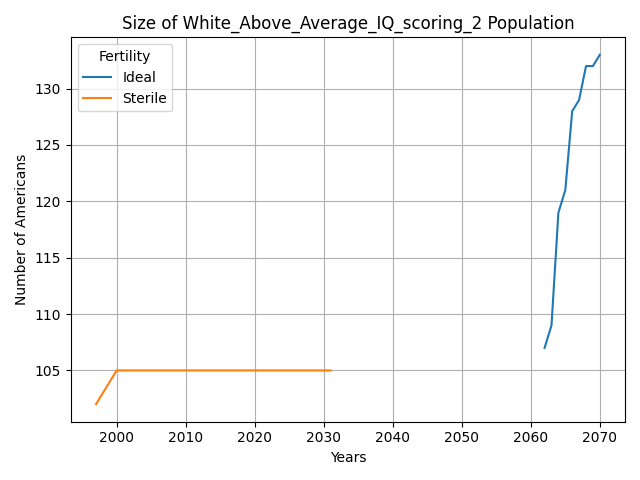 Size of White_Above_Average_IQ_scoring_2 Population
Fertility
Ideal
Sterile
Number of Americans
130
125
120
115
110
105
2000 2010 2020 2030 2040 2050 2060 2070
Years